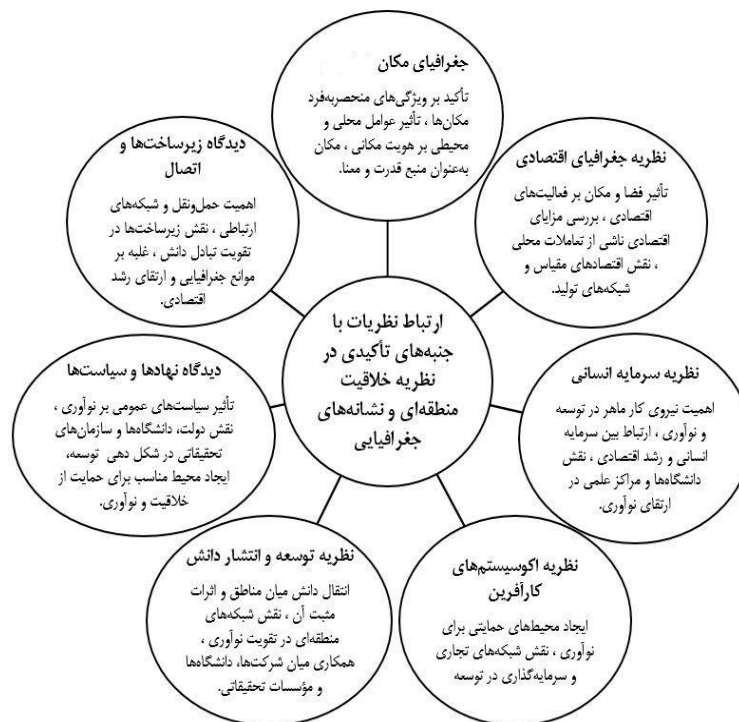 جغرافیای مکان
تأکید بر ویژگی‌های منحصربه‌فرد
مکان‌ها ، تأثیر عوامل محلی و
محیطی بر هویت مکانی ، مکان
به‌عنوان منبع قدرت و معنا.
نظریه جغرافیای اقتصادی
تأثیر فضا و مکان بر فعالیت‌های
اقتصادی ، بررسی مزایای
اقتصادی ناشی از تعاملات محلی
، نقش اقتصادهای مقیاس و
شبکه‌های تولید.
نظریه سرمایه انسانی
اهمیت نیروی کار ماهر در توسعه
و نوآوری ، ارتباط بین سرمایه
انسانی و رشد اقتصادی ، نقش
دانشگاه‌ها و مراکز علمی در
ارتقای نوآوری.
نظریه اکوسیستم‌های
کارآفرین
ایجاد محیط‌های حمایتی برای
نوآوری ، نقش شبکه‌های تجاری
و سرمایه‌گذاری در توسعه
نظریه توسعه و انتشار دانش
انتقال دانش میان مناطق و اثرات
مثبت آن ، نقش شبکه‌های
منطقه‌ای در تقویت نوآوری ،
همکاری میان شرکت‌ها، دانشگاه‌ها
و مؤسسات تحقیقاتی.
دیدگاه نهادها و سیاست‌ها
تأثیر سیاست‌های عمومی بر نوآوری ،
نقش دولت، دانشگاه‌ها و سازمان‌های
تحقیقاتی در شکل دهی توسعه،
ایجاد محیط مناسب برای حمایت از
خلاقیت و نوآوری.
دیدگاه زیرساخت‌ها و
اتصال
اهمیت حمل‌ونقل و شبکه‌های
ارتباطی ، نقش زیرساخت‌ها در
تقویت تبادل دانش ، غلبه بر
موانع جغرافیایی و ارتقای رشد
اقتصادی.
ارتباط نظریات با
جنبه‌های تأکیدی در
نظریه خلاقیت
منطقه‌ای و نشانه‌های
جغرافیایی